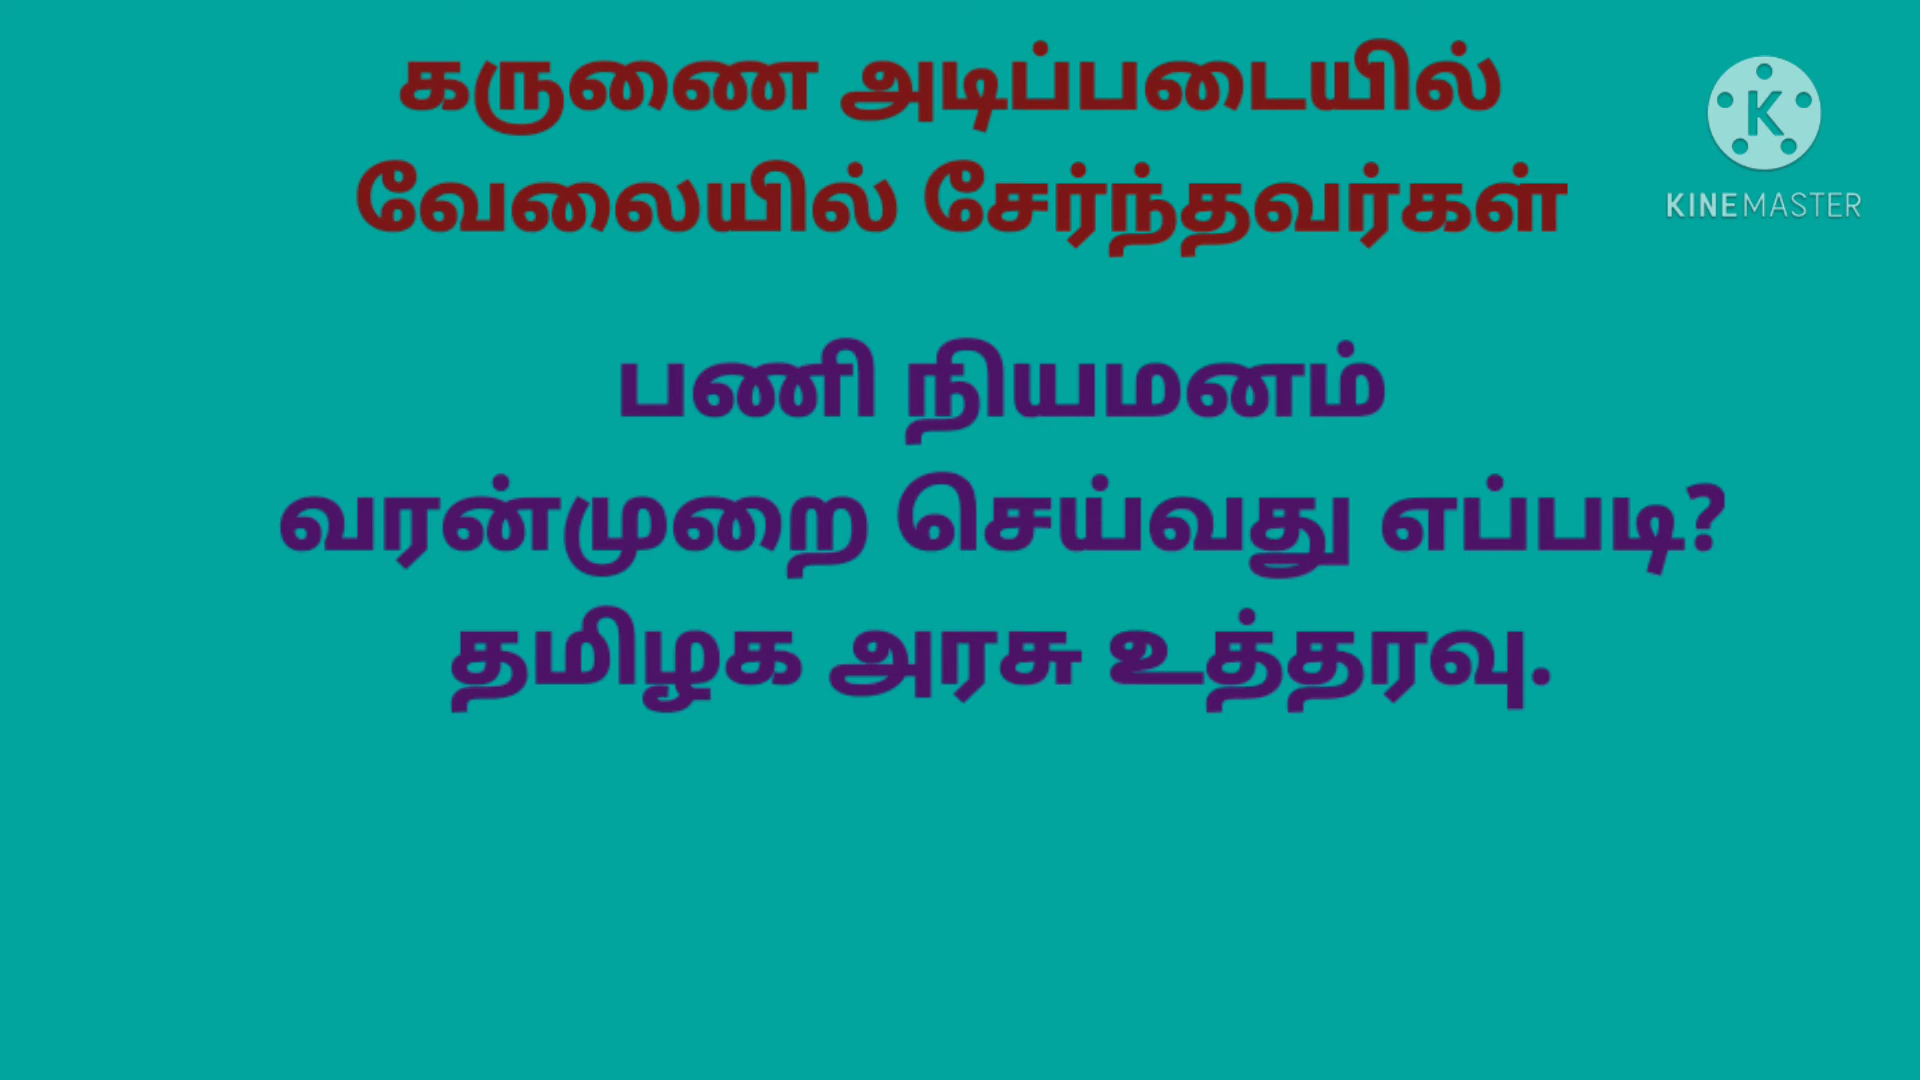 கருணை அடிப்படையில்
வேலையில் சேர்ந்தவர்கள்
KINEMASTER
பணி நியமனம்
வரன்முறை செய்வது எப்படி?
தமிழக அரசு உத்தரவு.